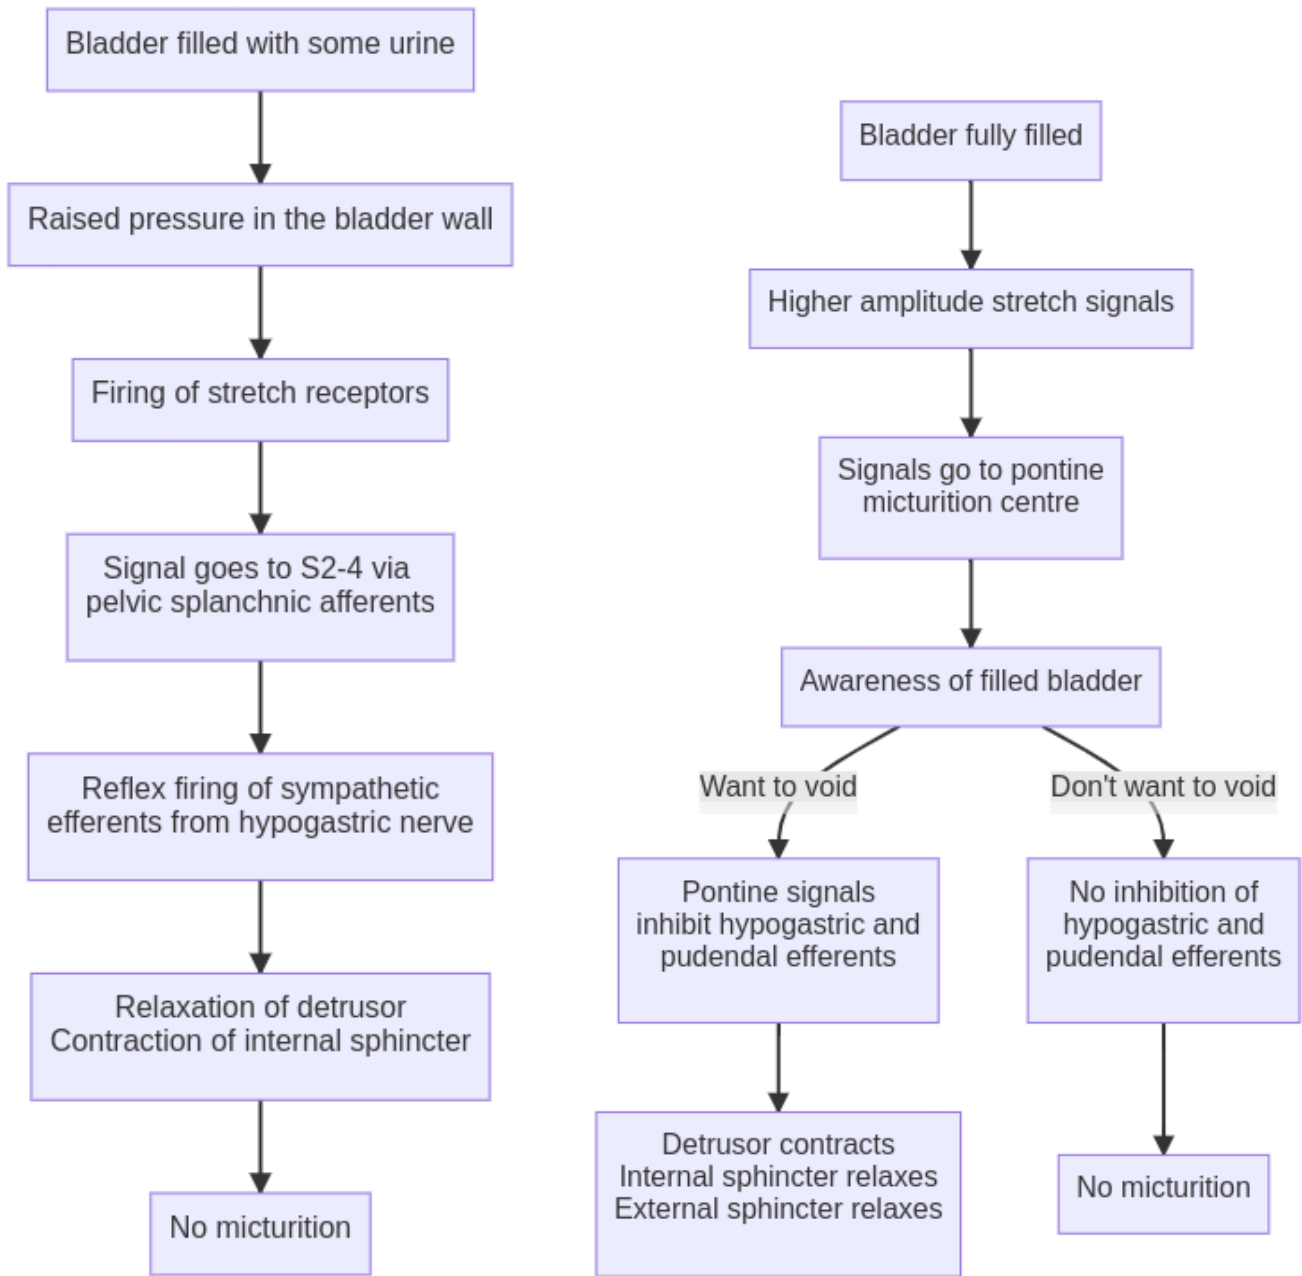 Bladder filled with some urine
Raised pressure in the bladder wall
Firing of stretch receptors
Signal goes to S2-4 via
pelvic splanchnic afferents
Reflex firing of sympathetic
efferents from hypogastric nerve
Relaxation of detrusor
Contraction of internal sphincter
No micturition
Bladder fully filled
Higher amplitude stretch signals
Signals go to pontine
micturition centre
Awareness of filled bladder
Want to void
Don't want to void
Pontine signals
inhibit hypogastric and
pudendal efferents
Detrusor contracts
Internal sphincter relaxes
External sphincter relaxes
No inhibition of
hypogastric and
pudendal efferents
No micturition